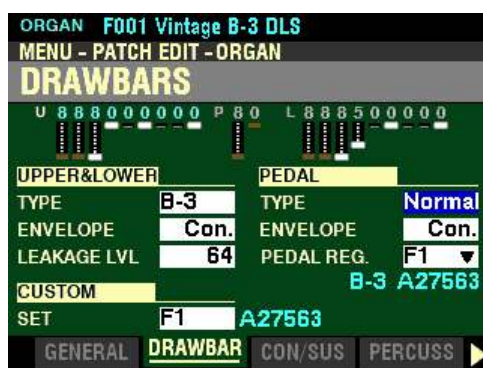 ORGAN F001 Vintage B-3 DLS
MENU - PATCH EDIT - ORGAN
DRAWBARS
U 888000000 P 80 L 888500000
UPPER&LOWER PEDAL
TYPE B-3 TYPE Normal
ENVELOPE Con. ENVELOPE Con.
LEAKAGE LVL 64 PEDAL REG. F1 ▼
B-3 A27563
CUSTOM
SET F1 A27563
GENERAL DRAWBAR CON/SUS PERCUSS